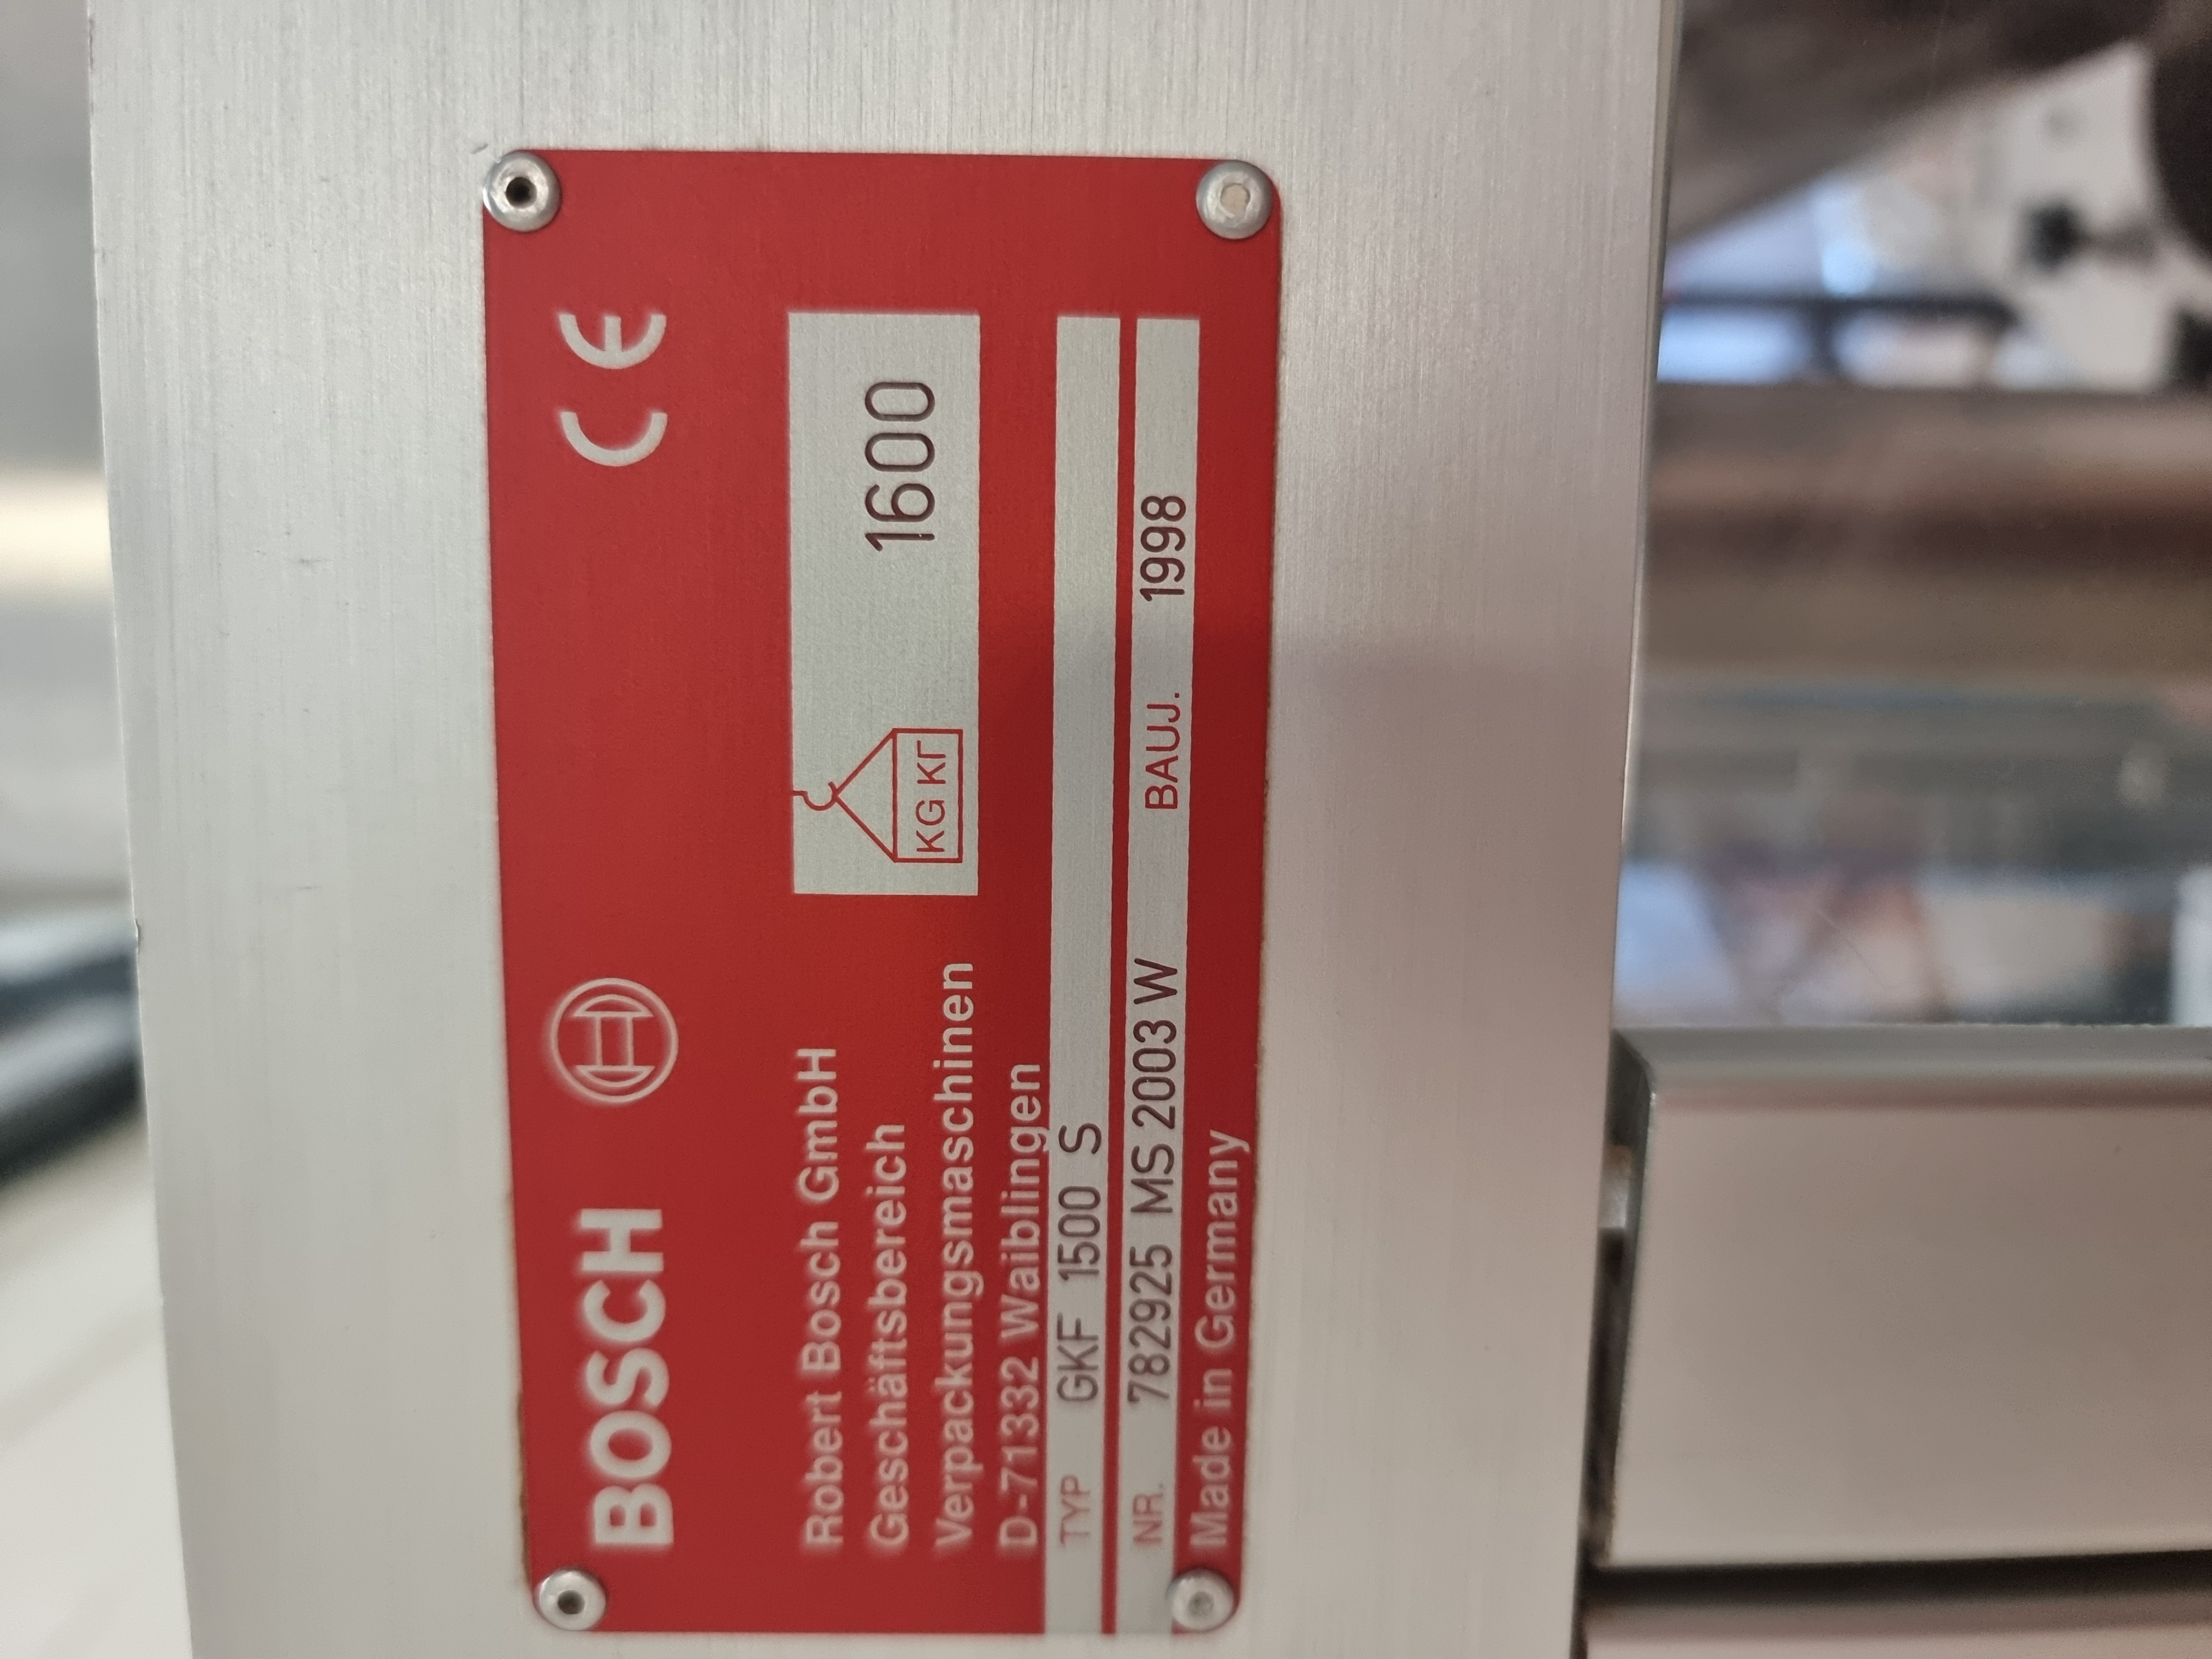 BOSCH
CE
Robert Bosch GmbH
Geschäftsbereich
Verpackungsmaschinen
D-71332 Waiblingen
KG КГ 1600
TYP GKF 1500 S
NR. 782925 MS 2003 W BAUJ. 1998
Made in Germany